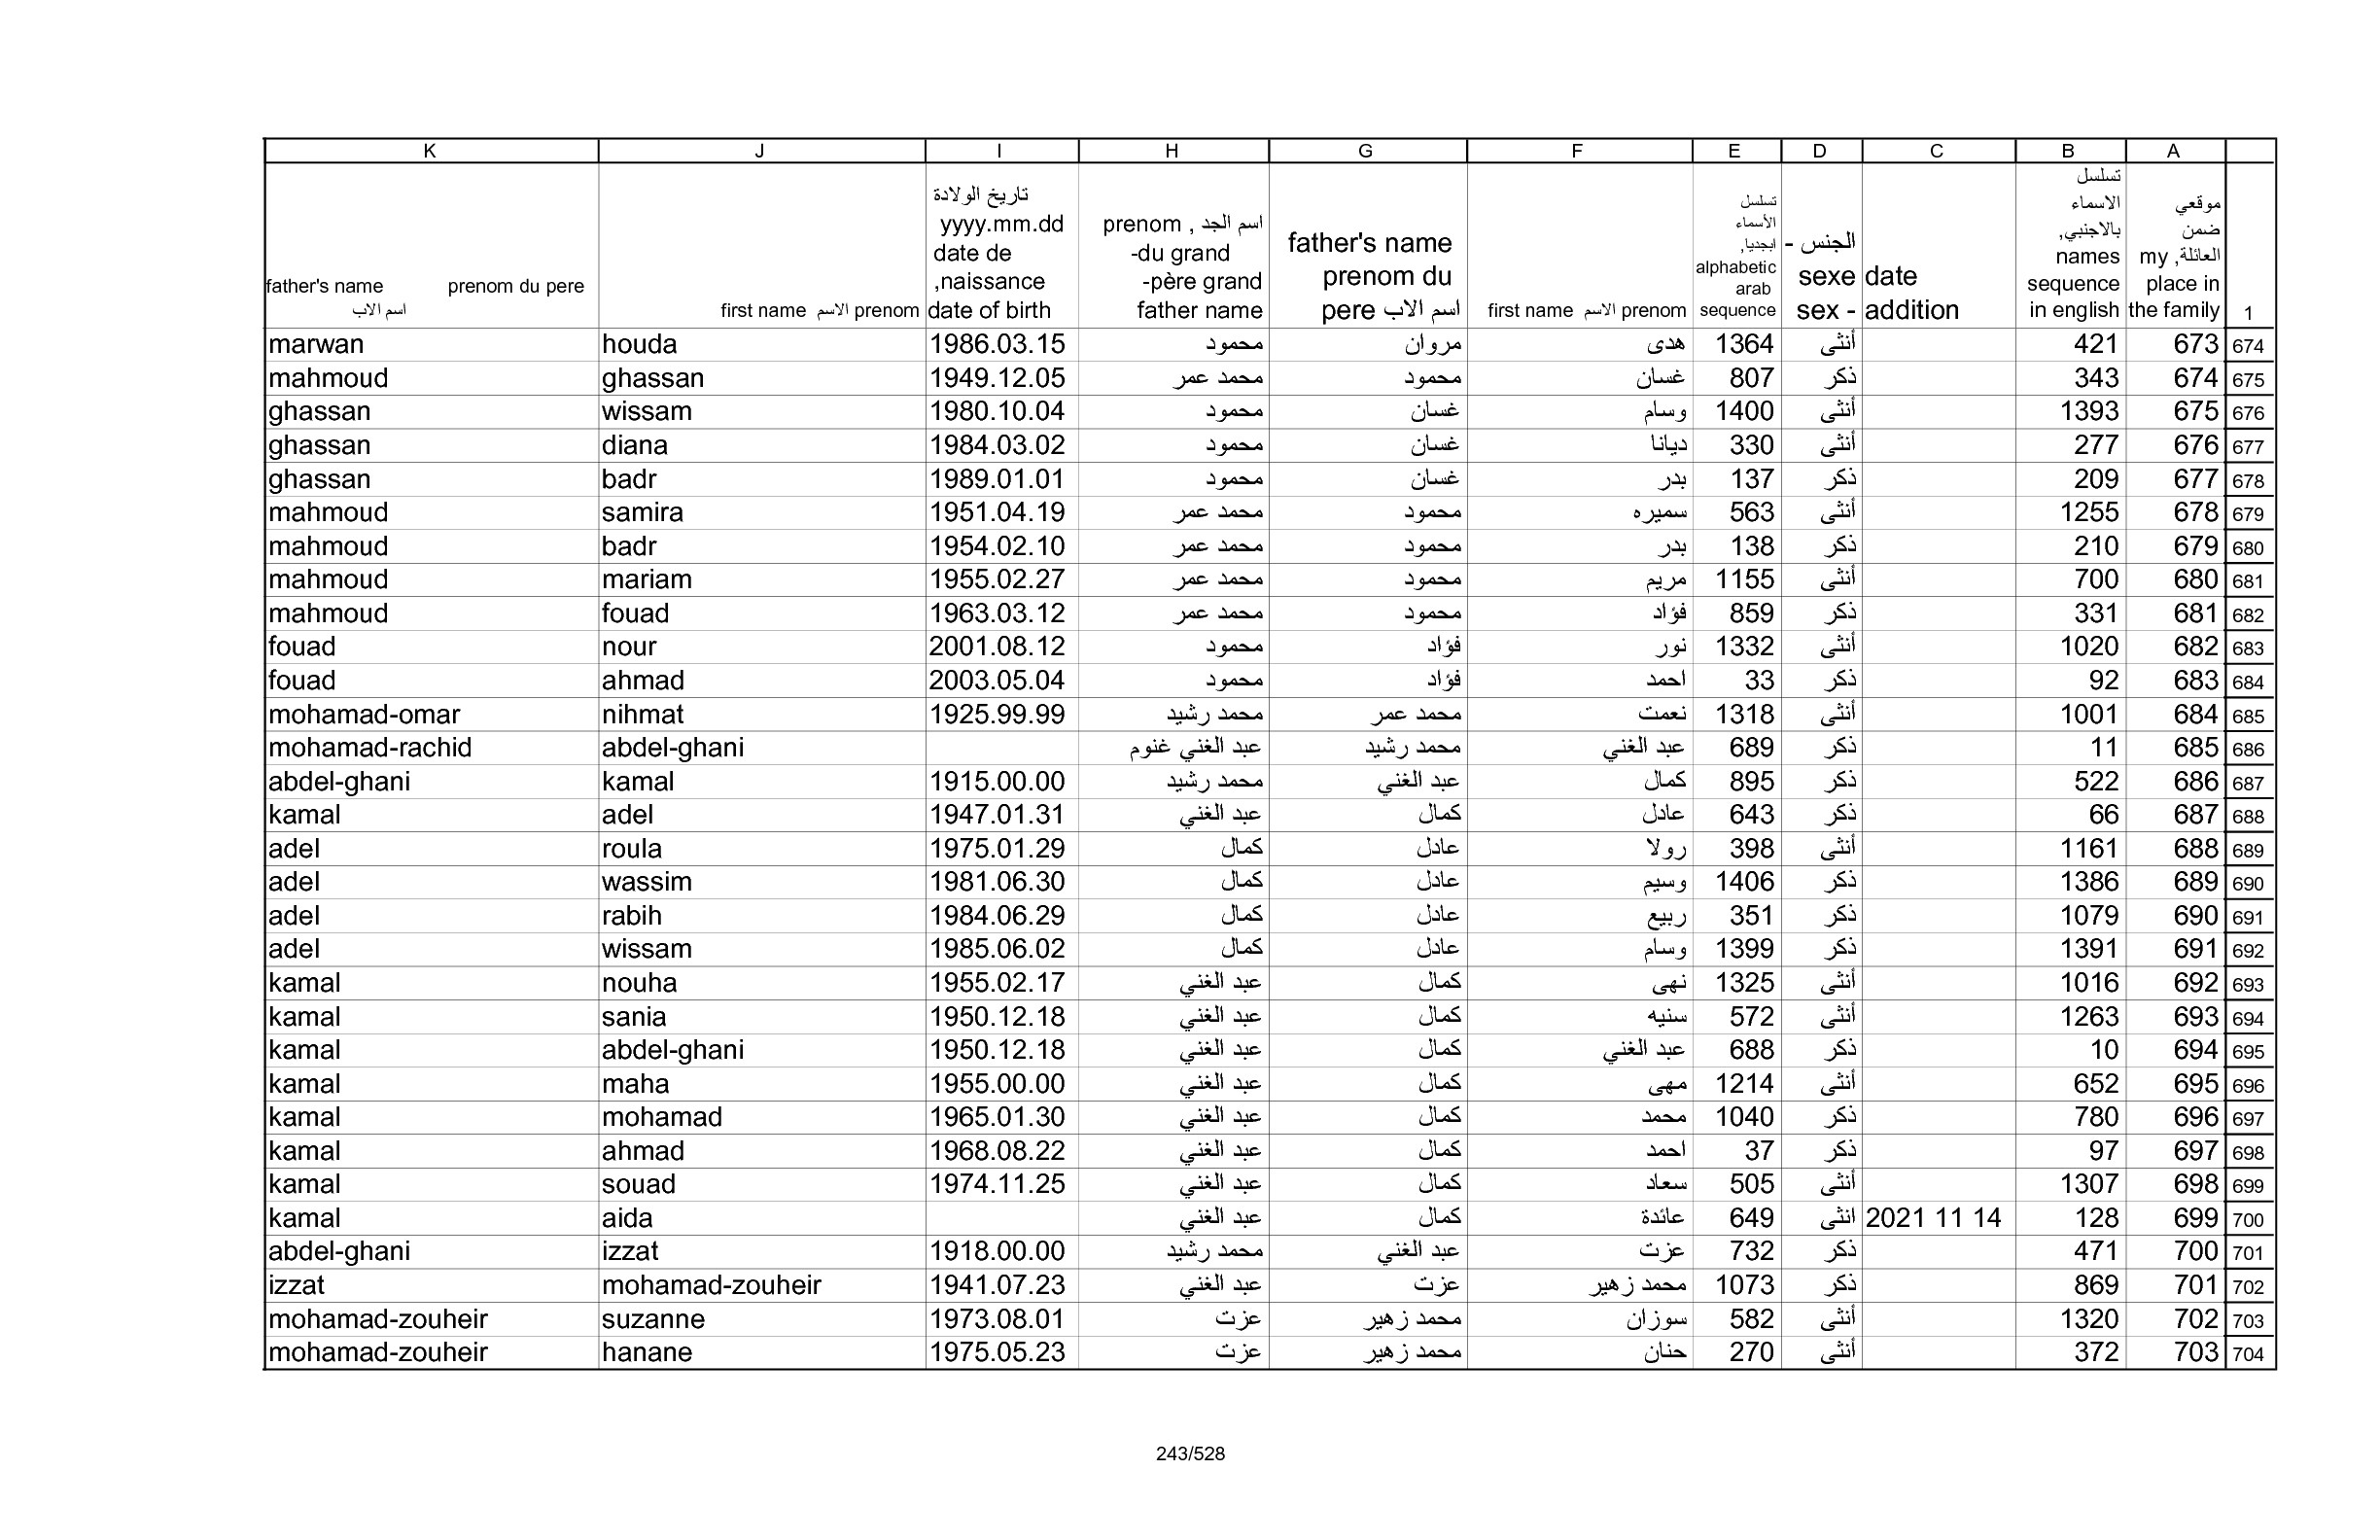 K J I H G F E D C B A
father's name prenom du pere اسم الاب
first name الاسم prenom
تاريخ الولادة yyyy.mm.dd date de naissance, date of birth
اسم الجد , prenom du grand- père grand- father name
father's name prenom du pere اسم الاب
first name الاسم prenom
تسلسل الأسماء ابجديا, alphabetic arab sequence
الجنس - sexe sex -
date addition
تسلسل الاسماء بالاجنبي, names sequence in english
موقعي ضمن العائلة, my place in the family
1
marwan houda 1986.03.15 محمود مروان هدى 1364 أنثى 421 673 674
mahmoud ghassan 1949.12.05 محمد عمر محمود غسان 807 ذكر 343 674 675
ghassan wissam 1980.10.04 محمود غسان وسام 1400 أنثى 1393 675 676
ghassan diana 1984.03.02 محمود غسان ديانا 330 أنثى 277 676 677
ghassan badr 1989.01.01 محمود غسان بدر 137 ذكر 209 677 678
mahmoud samira 1951.04.19 محمد عمر محمود سميره 563 أنثى 1255 678 679
mahmoud badr 1954.02.10 محمد عمر محمود بدر 138 ذكر 210 679 680
mahmoud mariam 1955.02.27 محمد عمر محمود مريم 1155 أنثى 700 680 681
mahmoud fouad 1963.03.12 محمد عمر محمود فؤاد 859 ذكر 331 681 682
fouad nour 2001.08.12 محمود فؤاد نور 1332 أنثى 1020 682 683
fouad ahmad 2003.05.04 محمود فؤاد احمد 33 ذكر 92 683 684
mohamad-omar nihmat 1925.99.99 محمد رشيد محمد عمر نعمت 1318 أنثى 1001 684 685
mohamad-rachid abdel-ghani عبد الغني غنوم محمد رشيد عبد الغني 689 ذكر 11 685 686
abdel-ghani kamal 1915.00.00 محمد رشيد عبد الغني كمال 895 ذكر 522 686 687
kamal adel 1947.01.31 عبد الغني كمال عادل 643 ذكر 66 687 688
adel roula 1975.01.29 كمال عادل رولا 398 أنثى 1161 688 689
adel wassim 1981.06.30 كمال عادل وسيم 1406 ذكر 1386 689 690
adel rabih 1984.06.29 كمال عادل ربيع 351 ذكر 1079 690 691
adel wissam 1985.06.02 كمال عادل وسام 1399 ذكر 1391 691 692
kamal nouha 1955.02.17 عبد الغني كمال نهى 1325 أنثى 1016 692 693
kamal sania 1950.12.18 عبد الغني كمال سنيه 572 أنثى 1263 693 694
kamal abdel-ghani 1950.12.18 عبد الغني كمال عبد الغني 688 ذكر 10 694 695
kamal maha 1955.00.00 عبد الغني كمال مهى 1214 أنثى 652 695 696
kamal mohamad 1965.01.30 عبد الغني كمال محمد 1040 ذكر 780 696 697
kamal ahmad 1968.08.22 عبد الغني كمال احمد 37 ذكر 97 697 698
kamal souad 1974.11.25 عبد الغني كمال سعاد 505 أنثى 1307 698 699
kamal aida عبد الغني كمال عائدة 649 انثى 2021 11 14 128 699 700
abdel-ghani izzat 1918.00.00 محمد رشيد عبد الغني عزت 732 ذكر 471 700 701
izzat mohamad-zouheir 1941.07.23 عبد الغني عزت محمد زهير 1073 ذكر 869 701 702
mohamad-zouheir suzanne 1973.08.01 عزت محمد زهير سوزان 582 أنثى 1320 702 703
mohamad-zouheir hanane 1975.05.23 عزت محمد زهير حنان 270 أنثى 372 703 704
243/528